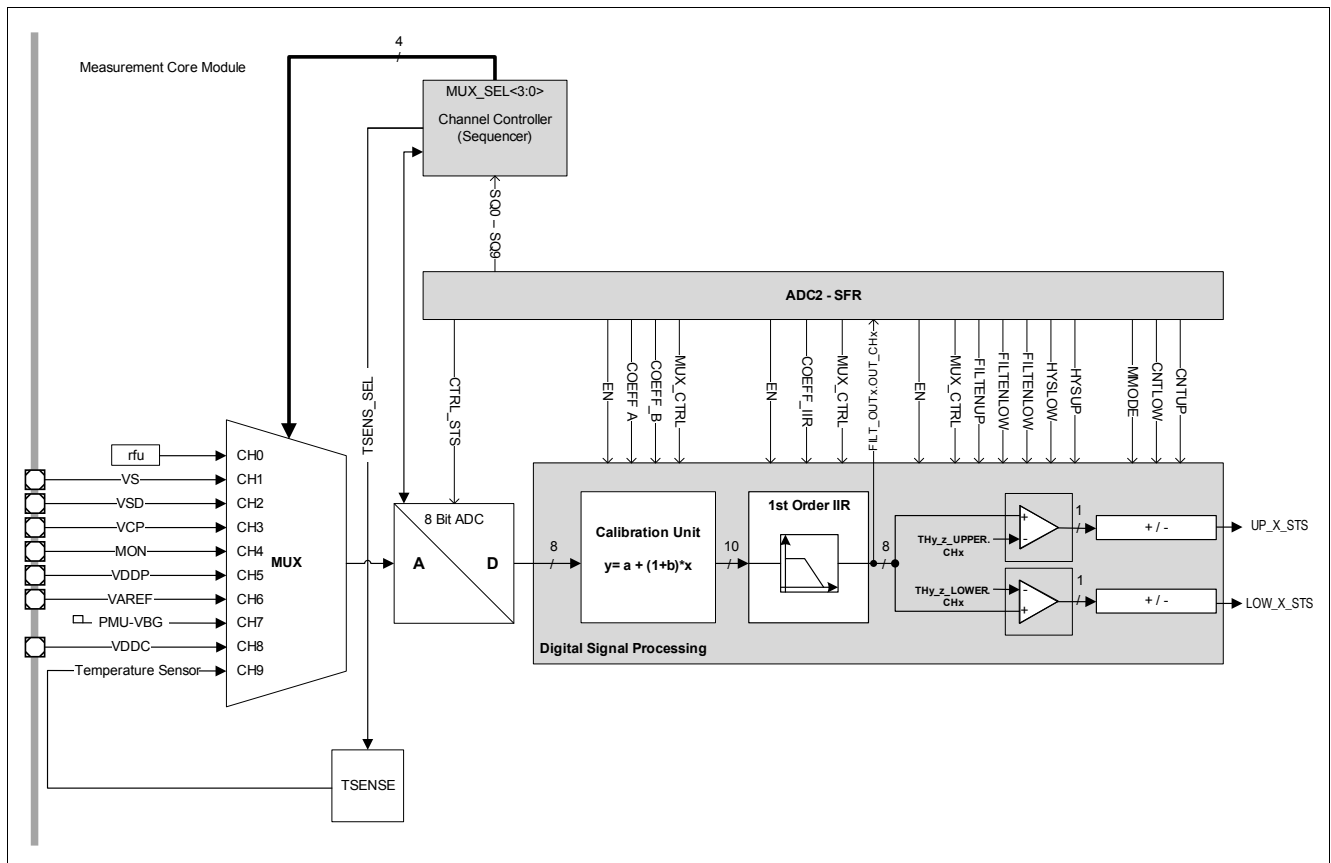 4
Measurement Core Module
MUX_SEL<3:0>
Channel Controller
(Sequencer)
SQ0 – SQ9
ADC2 - SFR
TSENS_SEL
CTRL_STS
EN
COEFF_A
COEFF_B
MUX_CTRL
EN
COEFF_IIR
MUX_CTRL
FILT_OUTx.OUT_CHx
EN
MUX_CTRL
FILTENUP
FILTENLOW
FILTENLOW
HYSLOW
HYSUP
MMODE
CNTLOW
CNTUP
rfu
CH0
VS
CH1
VSD
CH2
VCP
CH3
MON
CH4
VDDP
CH5
VAREF
CH6
PMU-VBG
CH7
VDDC
CH8
Temperature Sensor
CH9
MUX
8 Bit ADC
A
D
8
Calibration Unit
y= a + (1+b)*x
10
1st Order IIR
8
THy_z_UPPER.
CHx
+
-
1
+ / -
UP_X_STS
THy_z_LOWER.
CHx
-
+
1
+ / -
LOW_X_STS
Digital Signal Processing
TSENSE